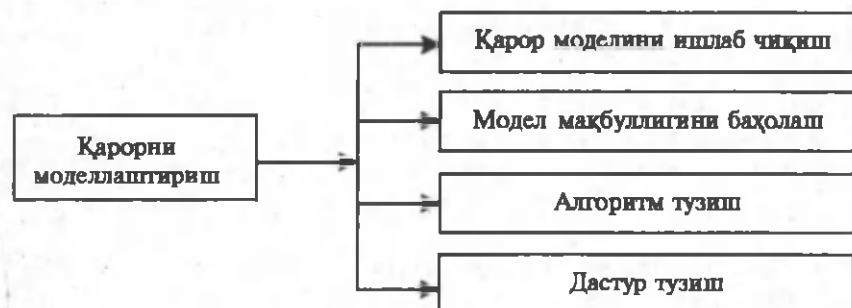 Қарорни
моделлаштириш
Қарор моделини ишлаб чиқиш
Модел мақбуллигини баҳолаш
Алгоритм тузиш
Дастур тузиш